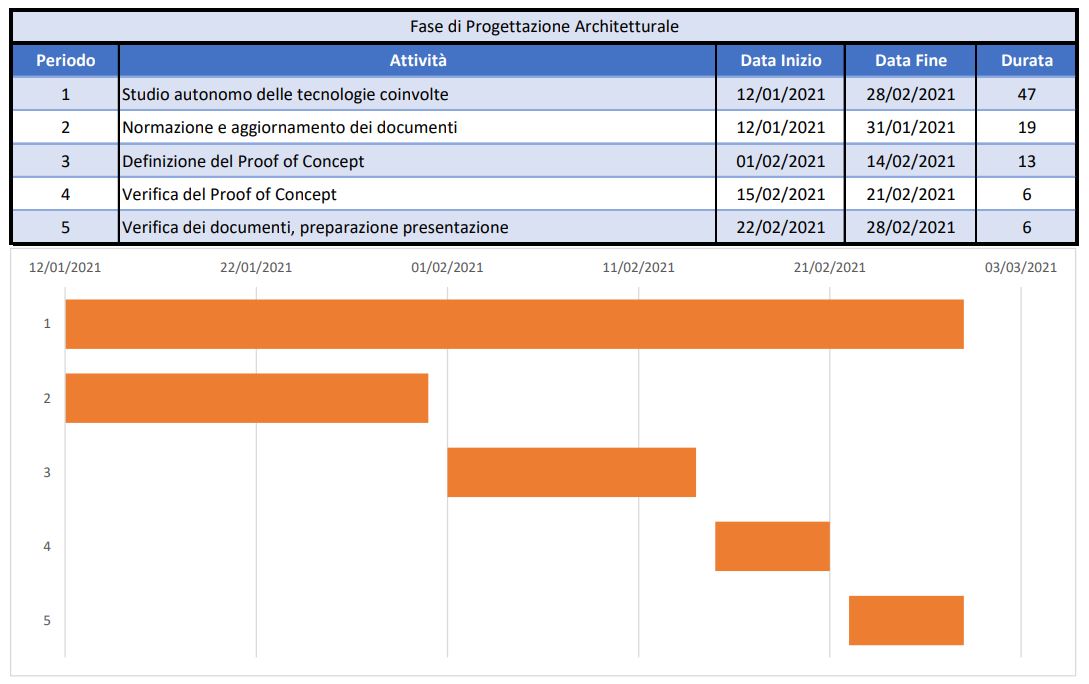 Fase di Progettazione Architetturale
Periodo Attività Data Inizio Data Fine Durata
1 Studio autonomo delle tecnologie coinvolte 12/01/2021 28/02/2021 47
2 Normazione e aggiornamento dei documenti 12/01/2021 31/01/2021 19
3 Definizione del Proof of Concept 01/02/2021 14/02/2021 13
4 Verifica del Proof of Concept 15/02/2021 21/02/2021 6
5 Verifica dei documenti, preparazione presentazione 22/02/2021 28/02/2021 6
12/01/2021 22/01/2021 01/02/2021 11/02/2021 21/02/2021 03/03/2021
1
2
3
4
5